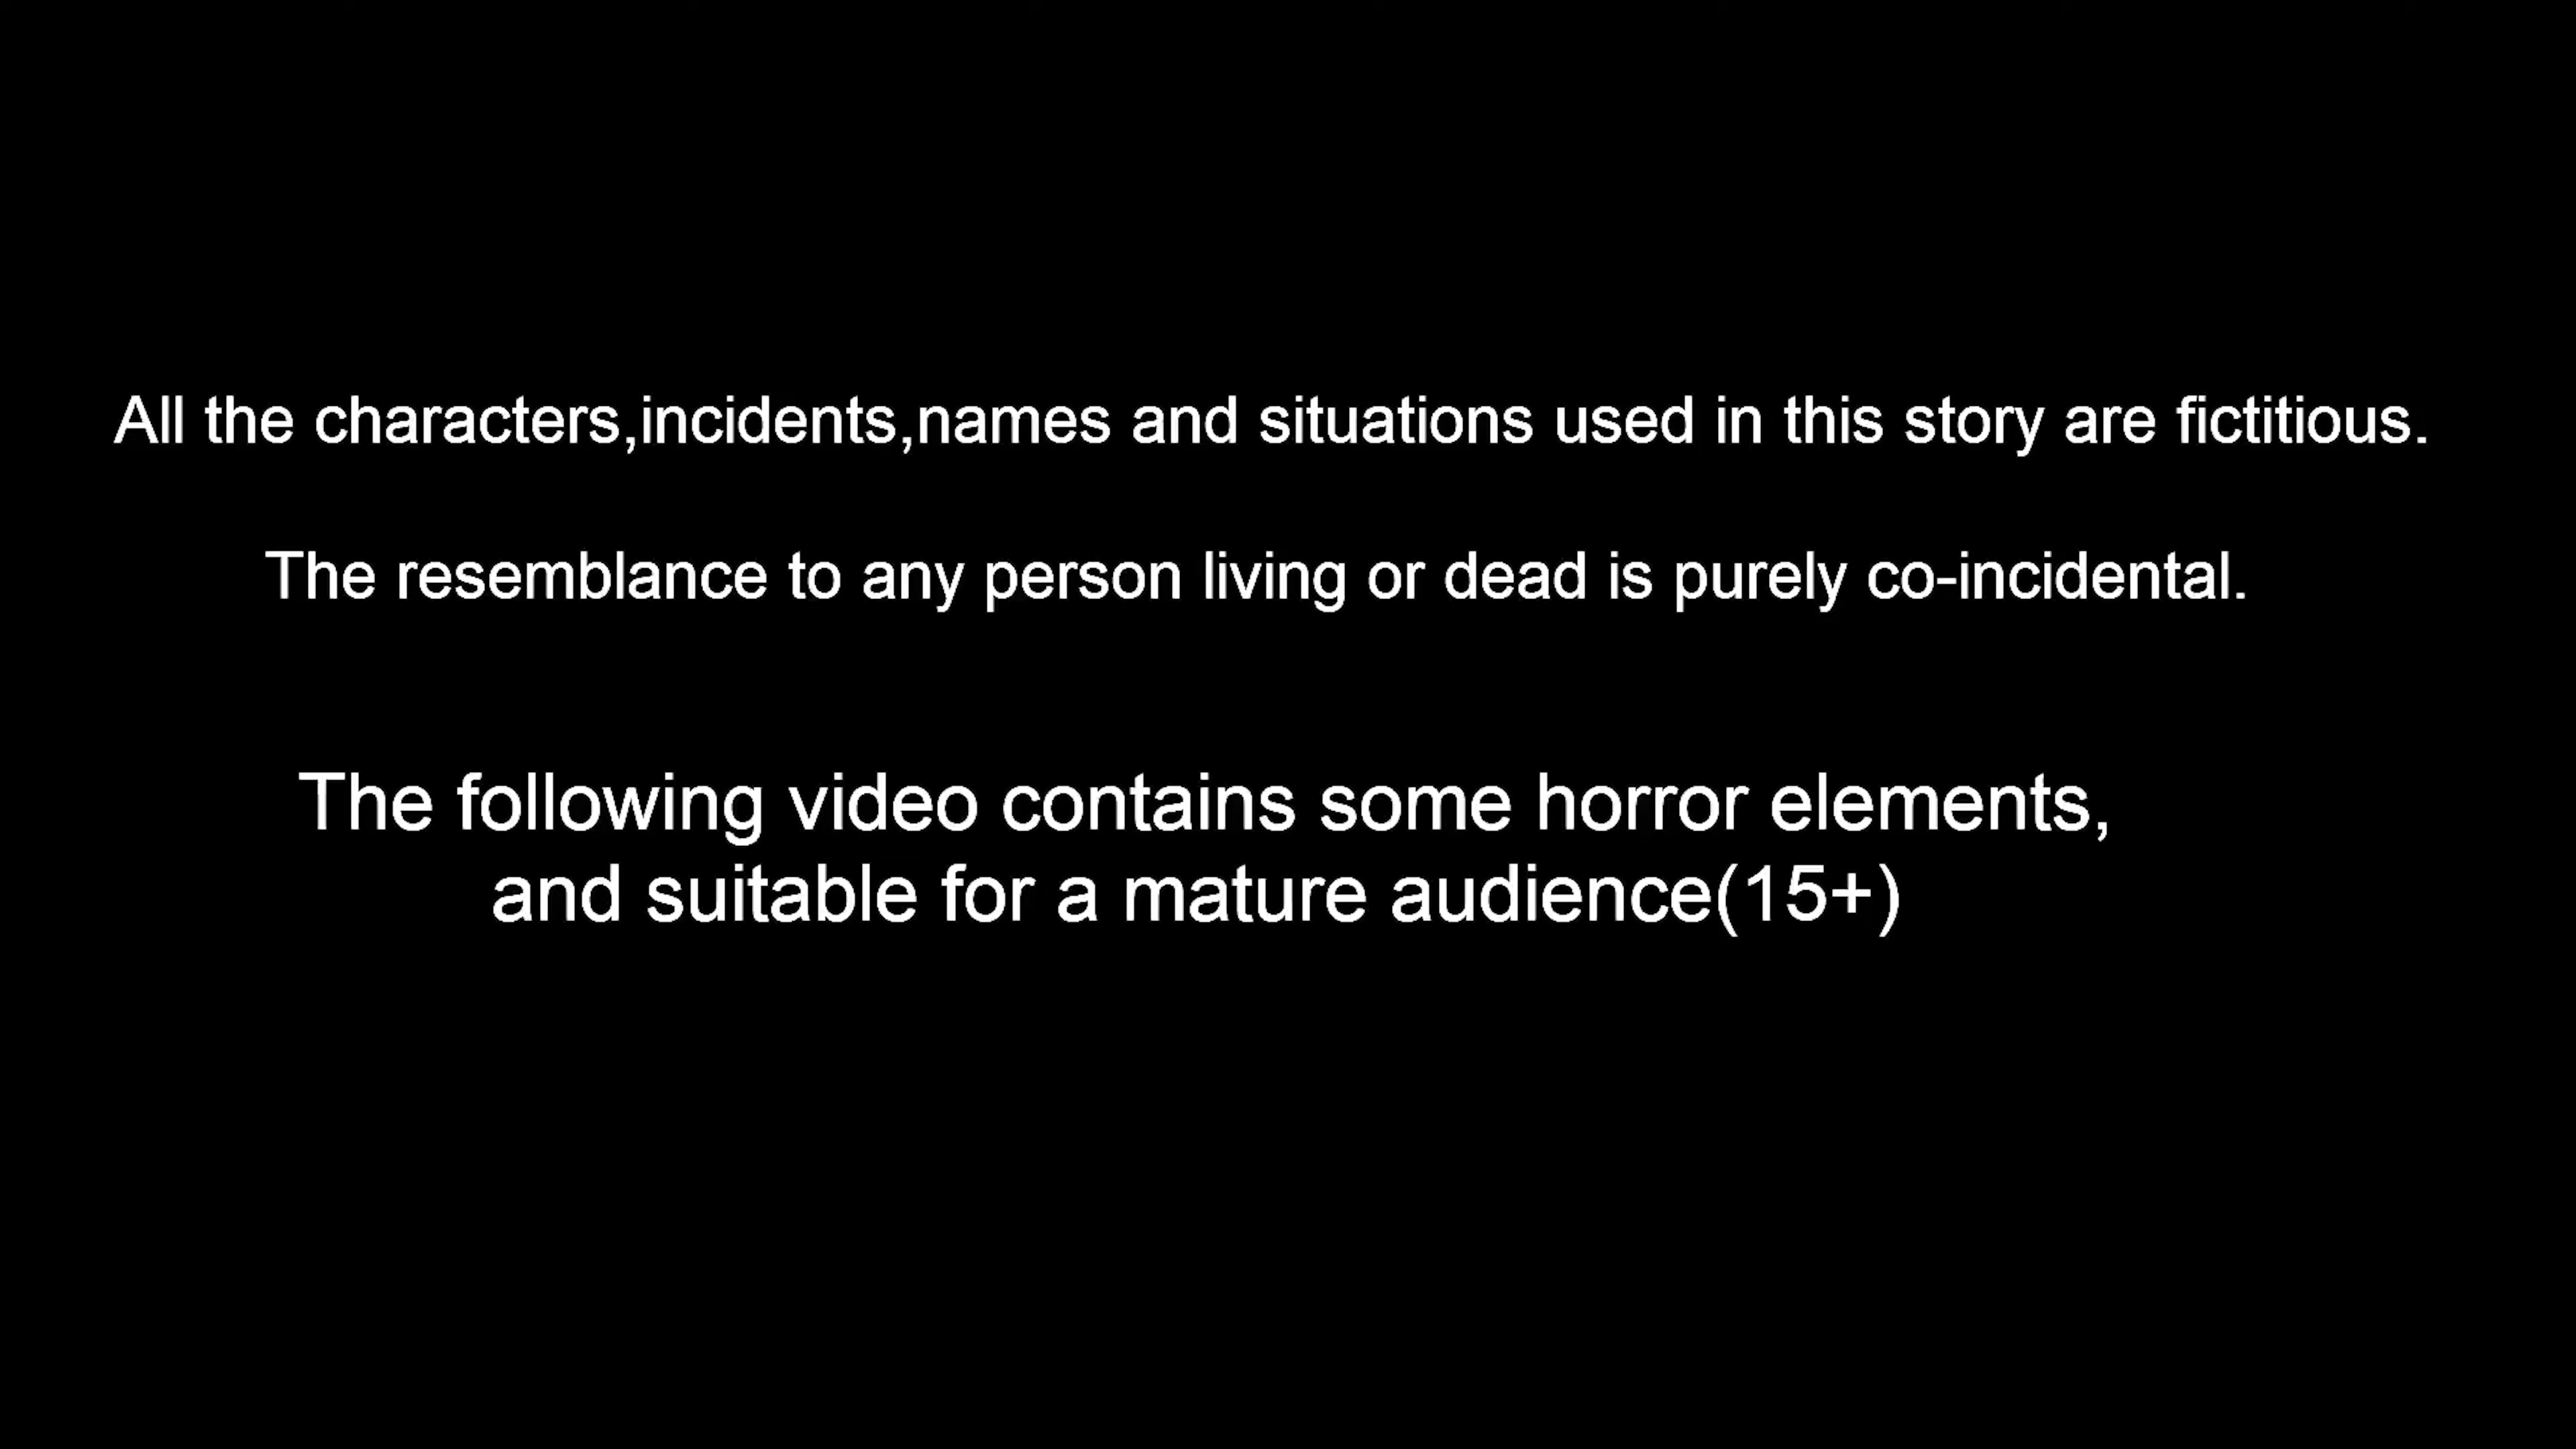 All the characters,incidents,names and situations used in this story are fictitious.
The resemblance to any person living or dead is purely co-incidental.
The following video contains some horror elements,
and suitable for a mature audience(15+)